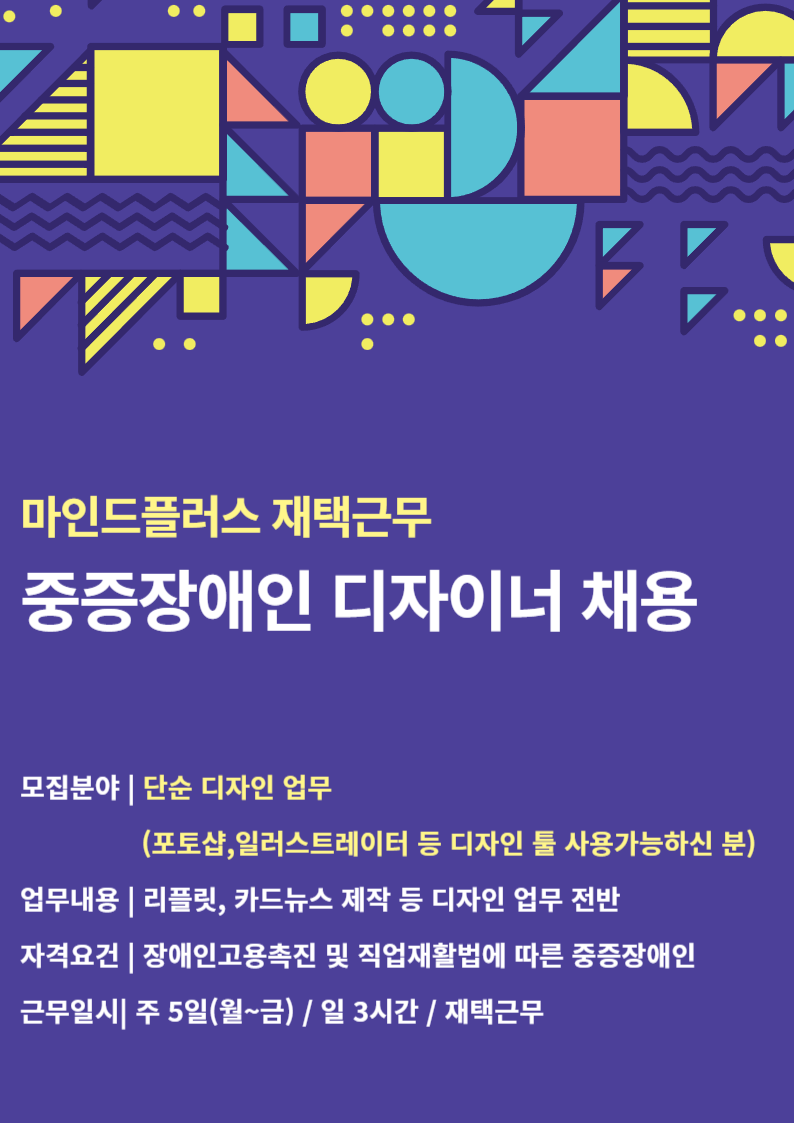 마인드플러스 재택근무
중증장애인 디자이너 채용
모집분야 | 단순 디자인 업무
(포토샵,일러스트레이터 등 디자인 툴 사용가능하신 분)
업무내용 | 리플릿, 카드뉴스 제작 등 디자인 업무 전반
자격요건 | 장애인고용촉진 및 직업재활법에 따른 중증장애인
근무일시| 주 5일(월~금) / 일 3시간 / 재택근무